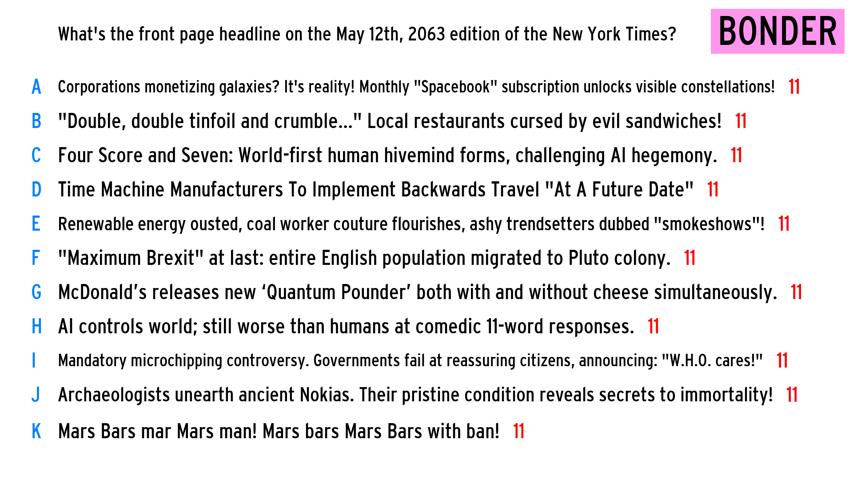 What's the front page headline on the May 12th, 2063 edition of the New York Times?
BONDER
A Corporations monetizing galaxies? It's reality! Monthly "Spacebook" subscription unlocks visible constellations! 11
B "Double, double tinfoil and crumble..." Local restaurants cursed by evil sandwiches! 11
C Four Score and Seven: World-first human hivemind forms, challenging AI hegemony. 11
D Time Machine Manufacturers To Implement Backwards Travel "At A Future Date" 11
E Renewable energy ousted, coal worker couture flourishes, ashy trendsetters dubbed "smokeshows"! 11
F "Maximum Brexit" at last: entire English population migrated to Pluto colony. 11
G McDonald’s releases new ‘Quantum Pounder’ both with and without cheese simultaneously. 11
H AI controls world; still worse than humans at comedic 11-word responses. 11
I Mandatory microchipping controversy. Governments fail at reassuring citizens, announcing: "W.H.O. cares!" 11
J Archaeologists unearth ancient Nokias. Their pristine condition reveals secrets to immortality! 11
K Mars Bars mar Mars man! Mars bars Mars Bars with ban! 11